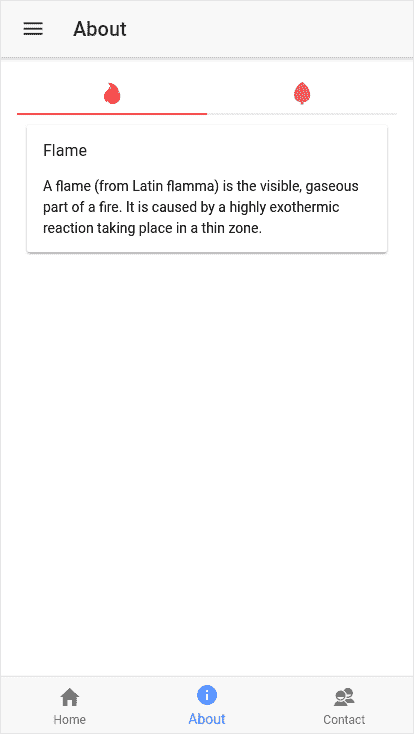 About
Flame
A flame (from Latin flamma) is the visible, gaseous
part of a fire. It is caused by a highly exothermic
reaction taking place in a thin zone.
Home
About
Contact